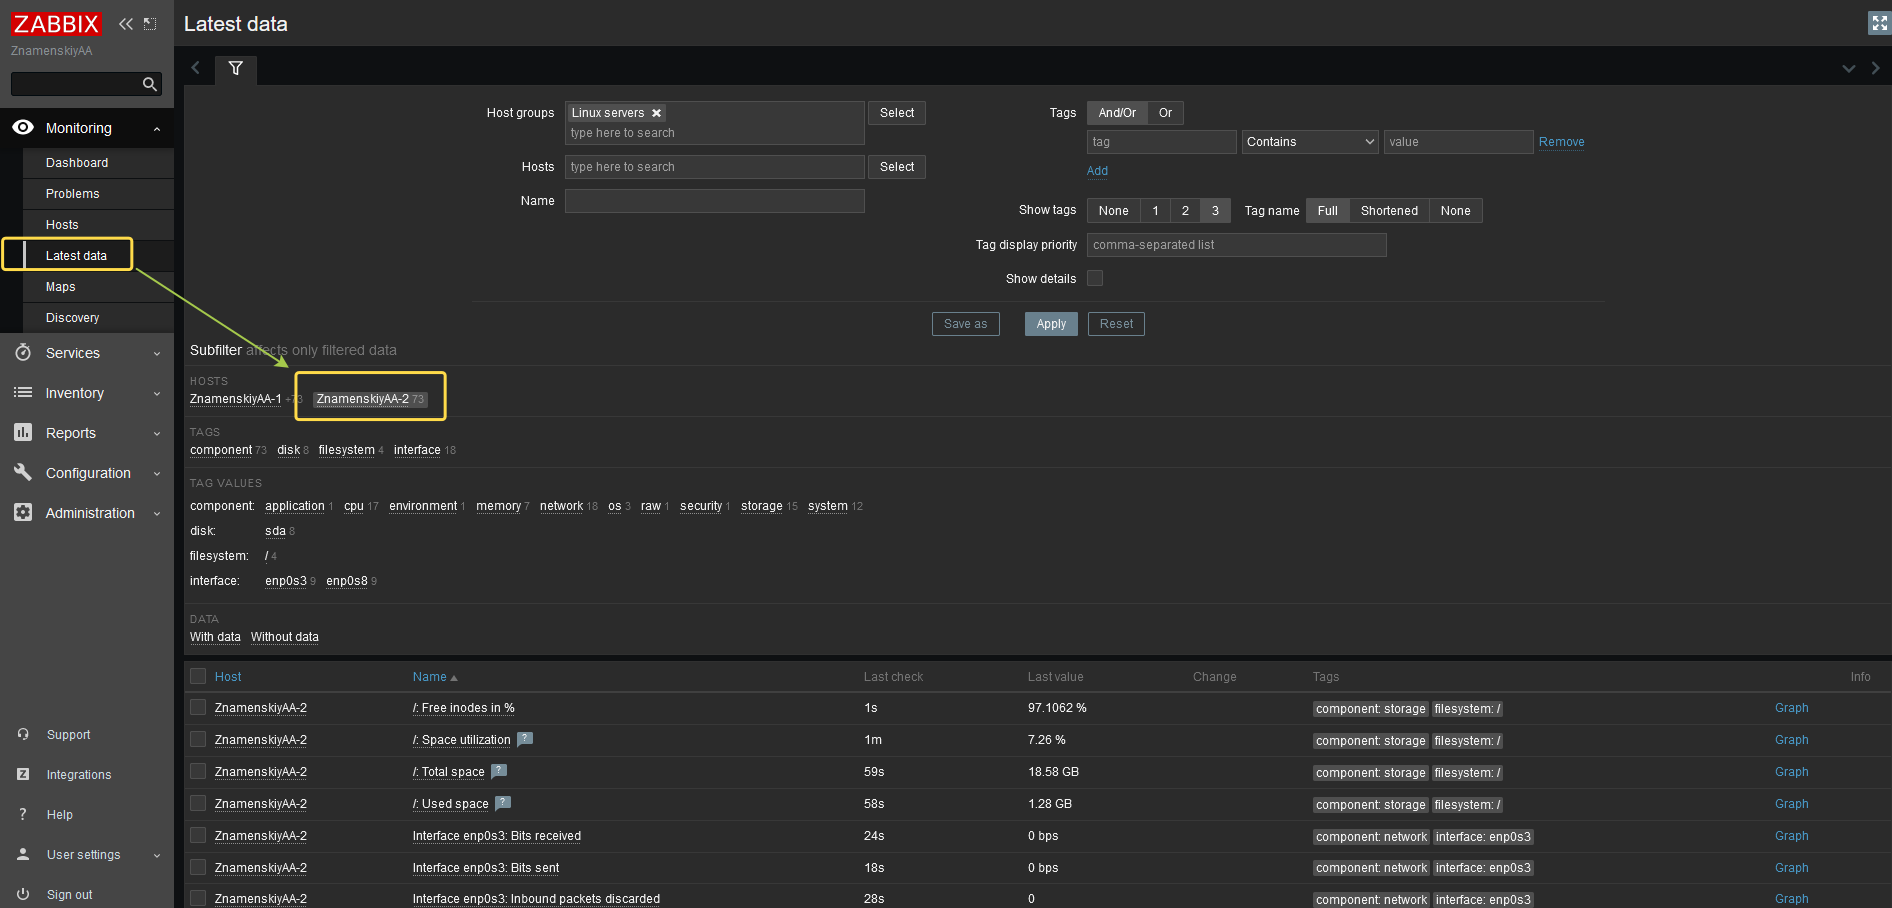 ZABBIX
ZnamenskiyAA
Monitoring
Dashboard
Problems
Hosts
Latest data
Maps
Discovery
Services
Inventory
Reports
Configuration
Administration
Support
Integrations
Help
User settings
Sign out
Latest data
Host groups Linux servers Select
type here to search
Hosts type here to search Select
Name
Tags And/Or Or
tag Contains value Remove
Add
Show tags None 1 2 3 Tag name Full Shortened None
Tag display priority comma-separated list
Show details
Save as Apply Reset
Subfilter affects only filtered data
HOSTS
ZnamenskiyAA-1 +73 ZnamenskiyAA-2 73
TAGS
component 73 disk 8 filesystem 4 interface 18
TAG VALUES
component: application 1 cpu 17 environment 1 memory 7 network 18 os 3 raw 1 security 1 storage 15 system 12
disk: sda 8
filesystem: / 4
interface: enp0s3 9 enp0s8 9
DATA
With data Without data
Host Name Last check Last value Change Tags Info
ZnamenskiyAA-2 /: Free inodes in % 1s 97.1062 % component: storage filesystem: / Graph
ZnamenskiyAA-2 /: Space utilization ? 1m 7.26 % component: storage filesystem: / Graph
ZnamenskiyAA-2 /: Total space ? 59s 18.58 GB component: storage filesystem: / Graph
ZnamenskiyAA-2 /: Used space ? 58s 1.28 GB component: storage filesystem: / Graph
ZnamenskiyAA-2 Interface enp0s3: Bits received 24s 0 bps component: network interface: enp0s3 Graph
ZnamenskiyAA-2 Interface enp0s3: Bits sent 18s 0 bps component: network interface: enp0s3 Graph
ZnamenskiyAA-2 Interface enp0s3: Inbound packets discarded 28s 0 component: network interface: enp0s3 Graph